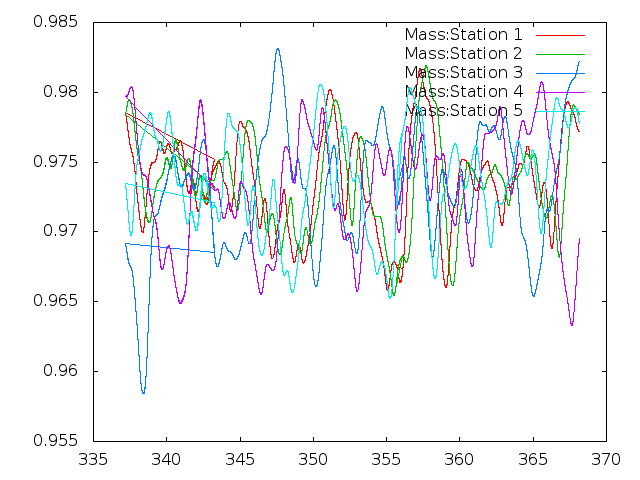 0.985
0.98
0.975
0.97
0.965
0.96
0.955
335 340 345 350 355 360 365 370
Mass:Station 1
Mass:Station 2
Mass:Station 3
Mass:Station 4
Mass:Station 5